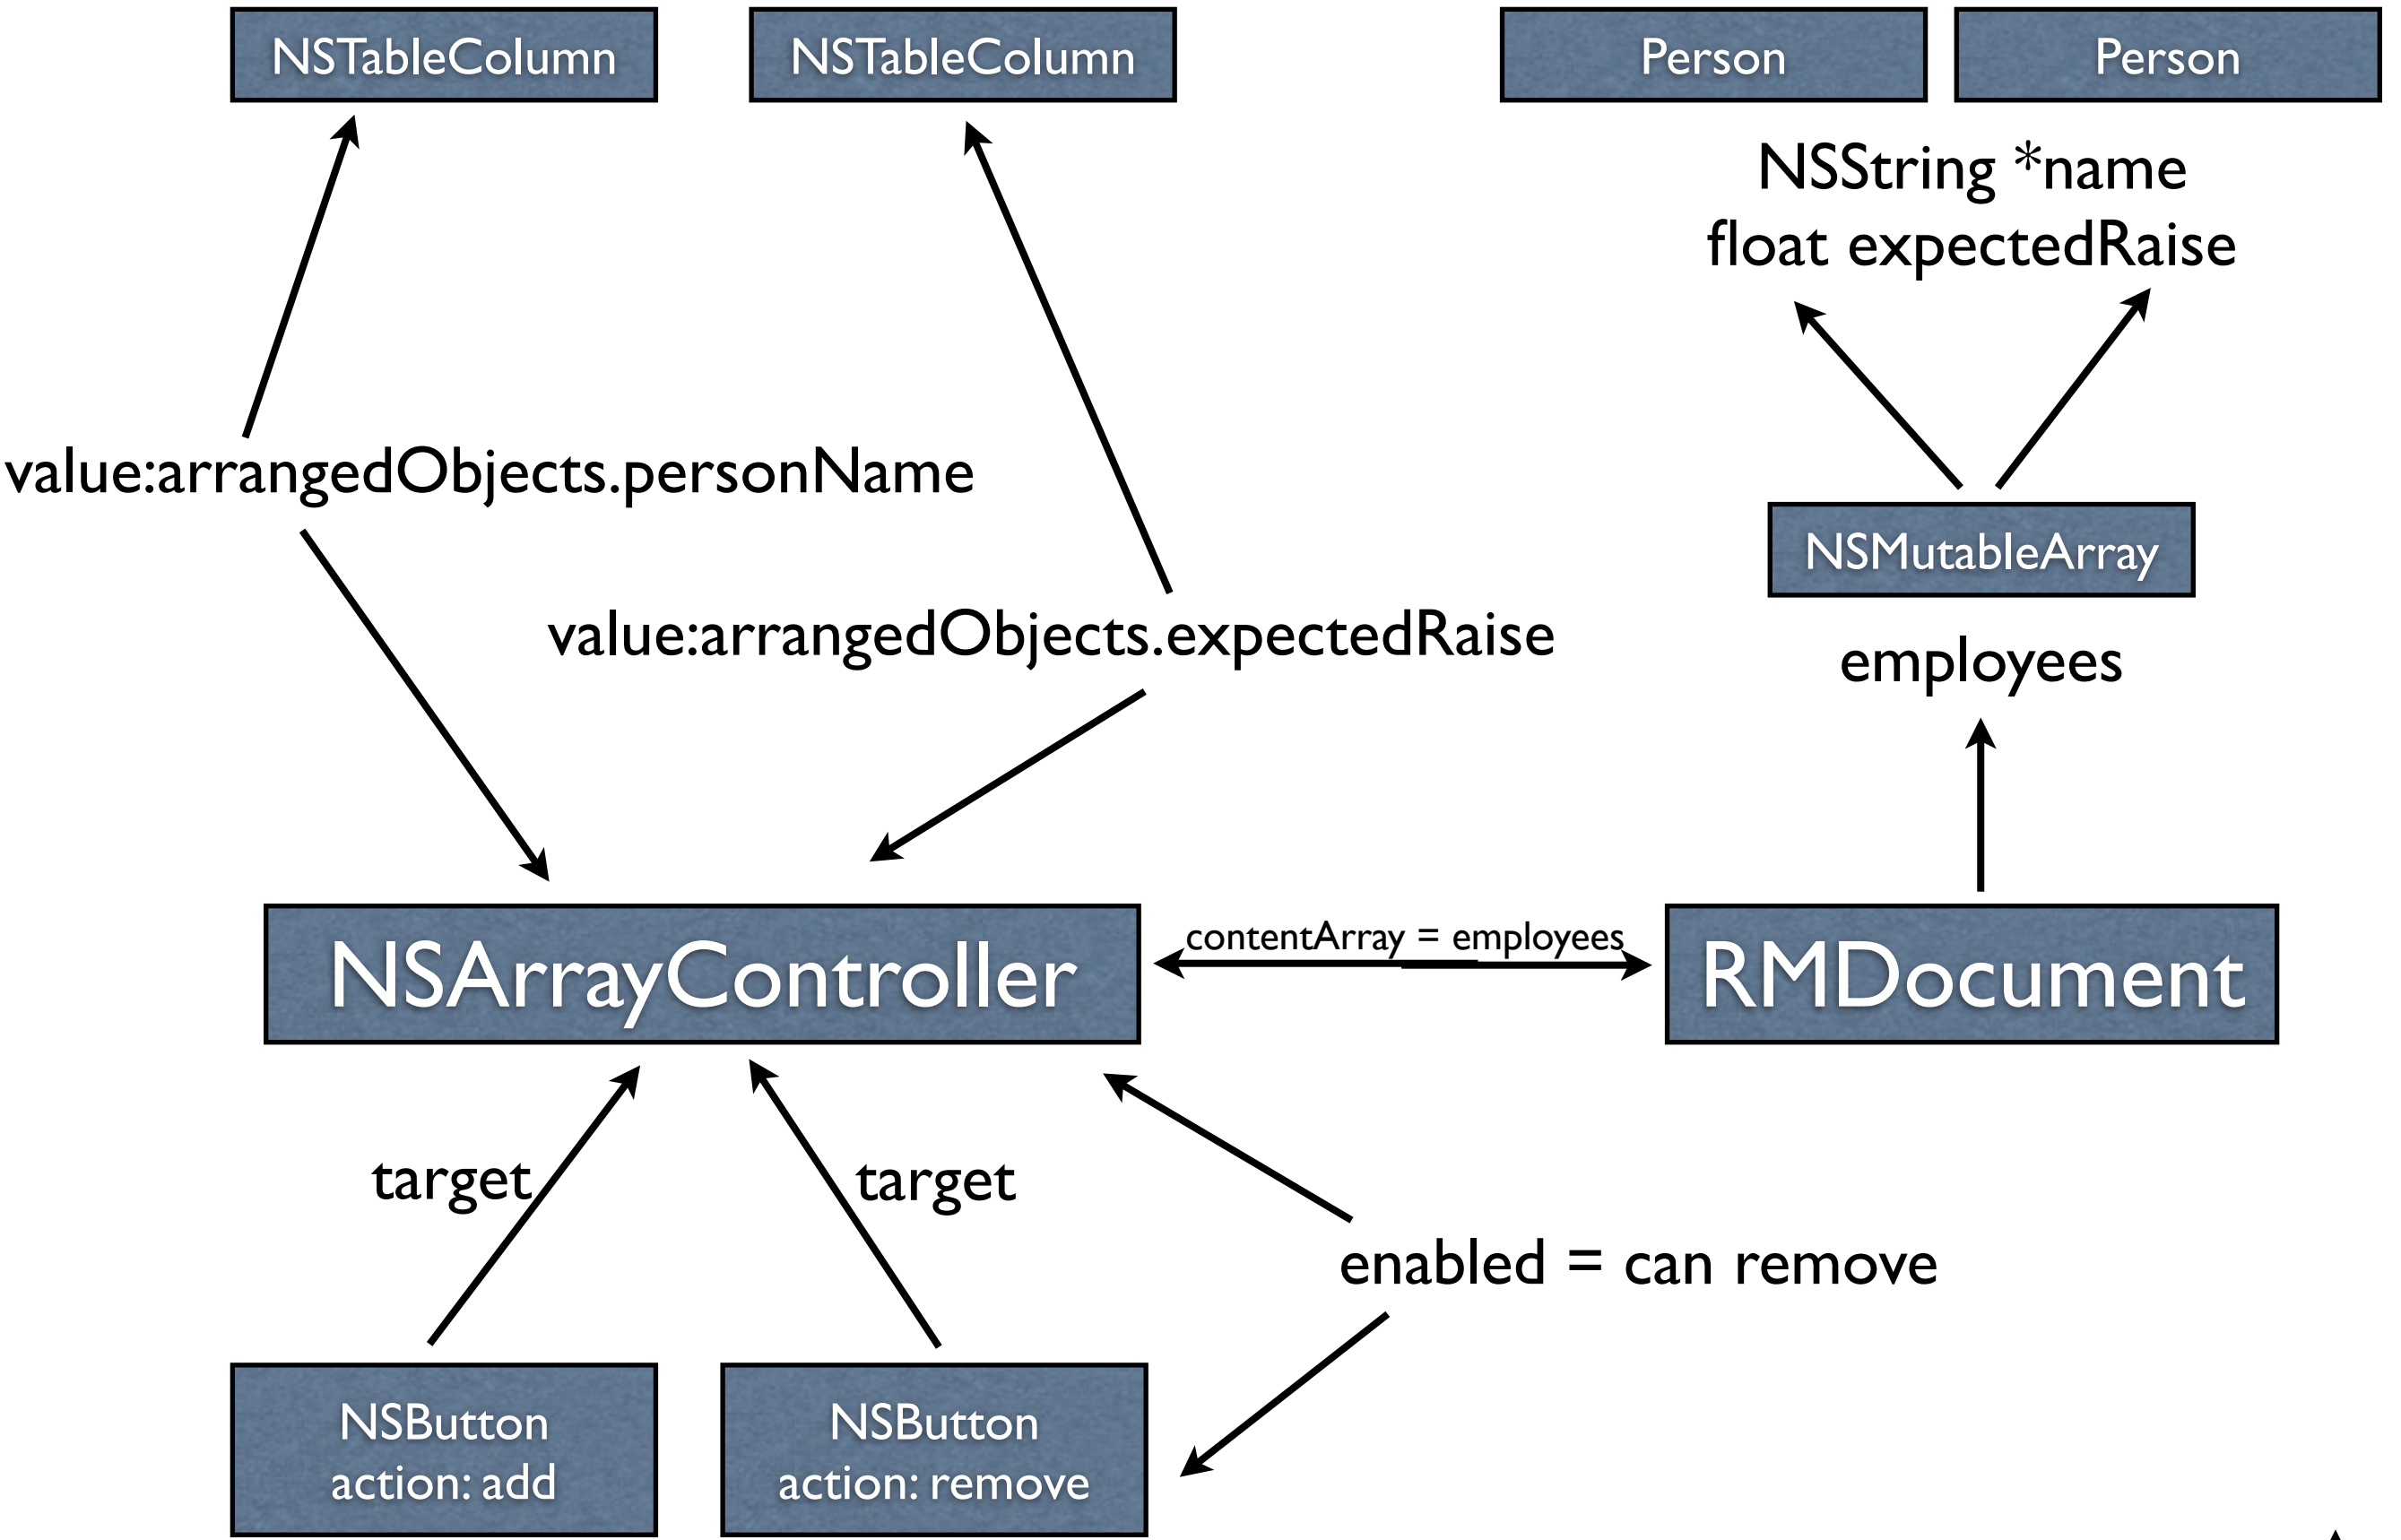 NSTableColumn
NSTableColumn
Person
Person
NSString *name
float expectedRaise
value:arrangedObjects.personName
NSMutableArray
value:arrangedObjects.expectedRaise
employees
contentArray = employees
NSArrayController
RMDocument
target
target
enabled = can remove
NSButton
action: add
NSButton
action: remove